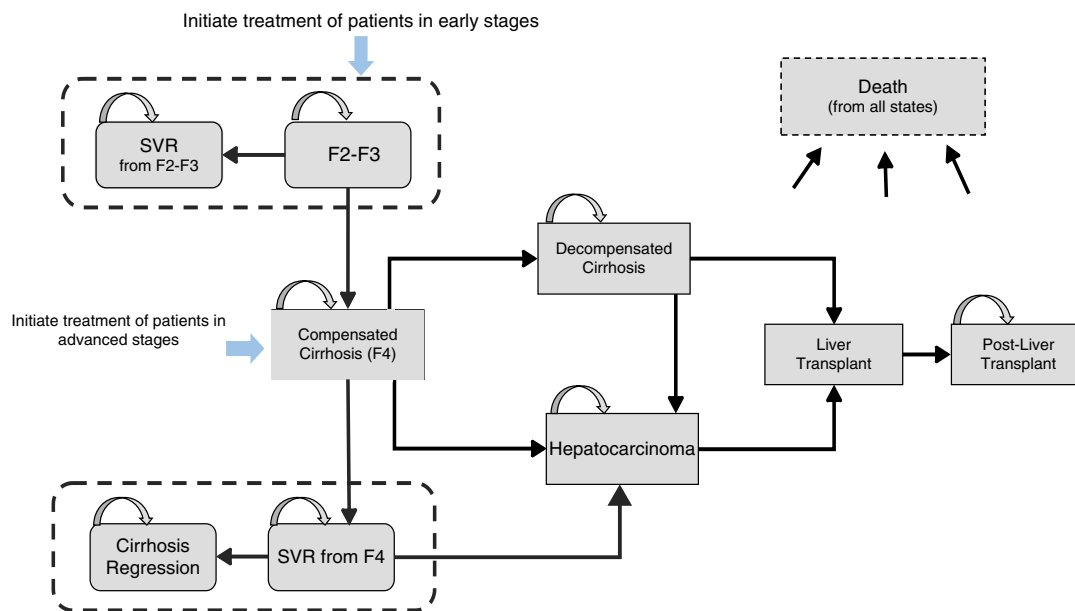 Initiate treatment of patients in early stages
Death
(from all states)
SVR
from F2-F3
F2-F3
Decompensated
Cirrhosis
Initiate treatment of patients in
advanced stages
Compensated
Cirrhosis (F4)
Liver
Transplant
Post-Liver
Transplant
Hepatocarcinoma
Cirrhosis
Regression
SVR from F4